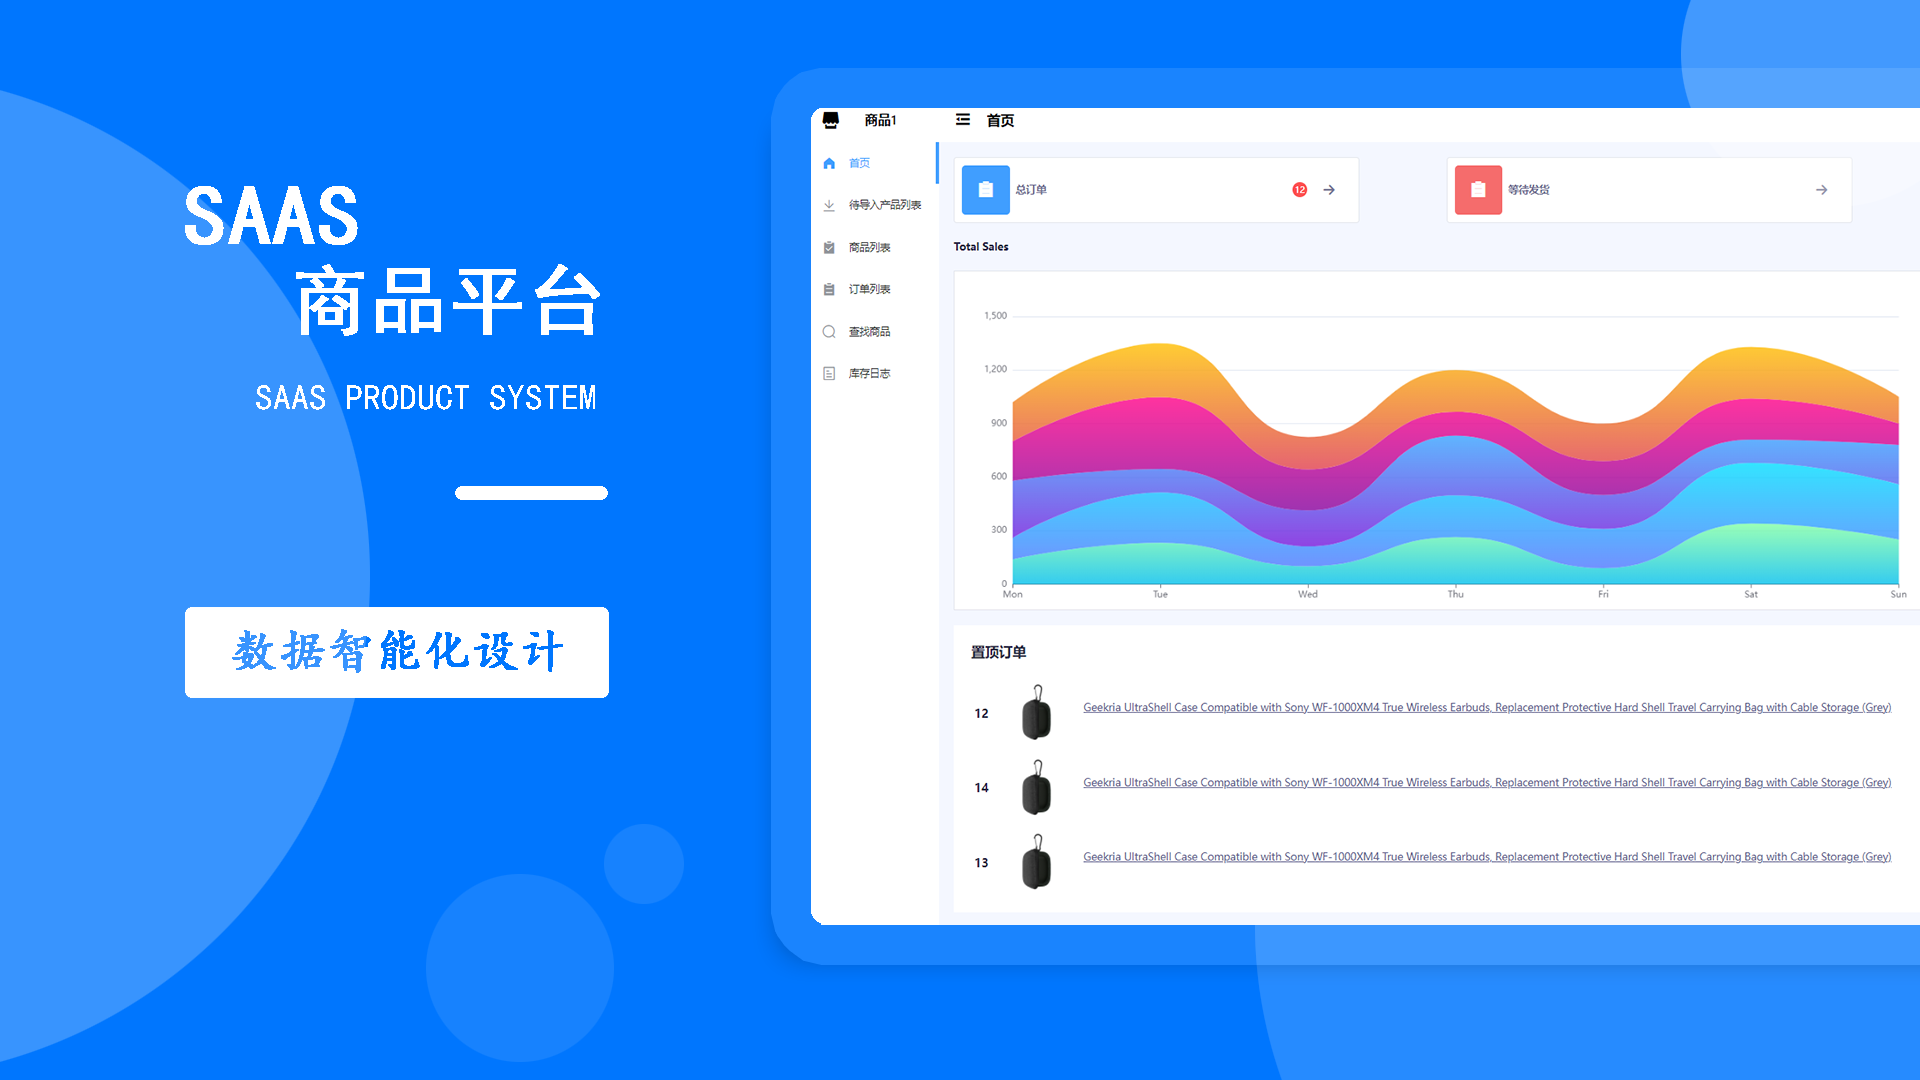 SAAS
商品平台
SAAS PRODUCT SYSTEM
数据智能化设计
商品1
首页
首页
待导入产品列表
商品列表
订单列表
查找商品
库存日志
总订单
12
等待发货
Total Sales
1,500
1,200
900
600
300
0
Mon Tue Wed Thu Fri Sat Sun
置顶订单
12 Geekria UltraShell Case Compatible with Sony WF-1000XM4 True Wireless Earbuds, Replacement Protective Hard Shell Travel Carrying Bag with Cable Storage (Grey)
14 Geekria UltraShell Case Compatible with Sony WF-1000XM4 True Wireless Earbuds, Replacement Protective Hard Shell Travel Carrying Bag with Cable Storage (Grey)
13 Geekria UltraShell Case Compatible with Sony WF-1000XM4 True Wireless Earbuds, Replacement Protective Hard Shell Travel Carrying Bag with Cable Storage (Grey)